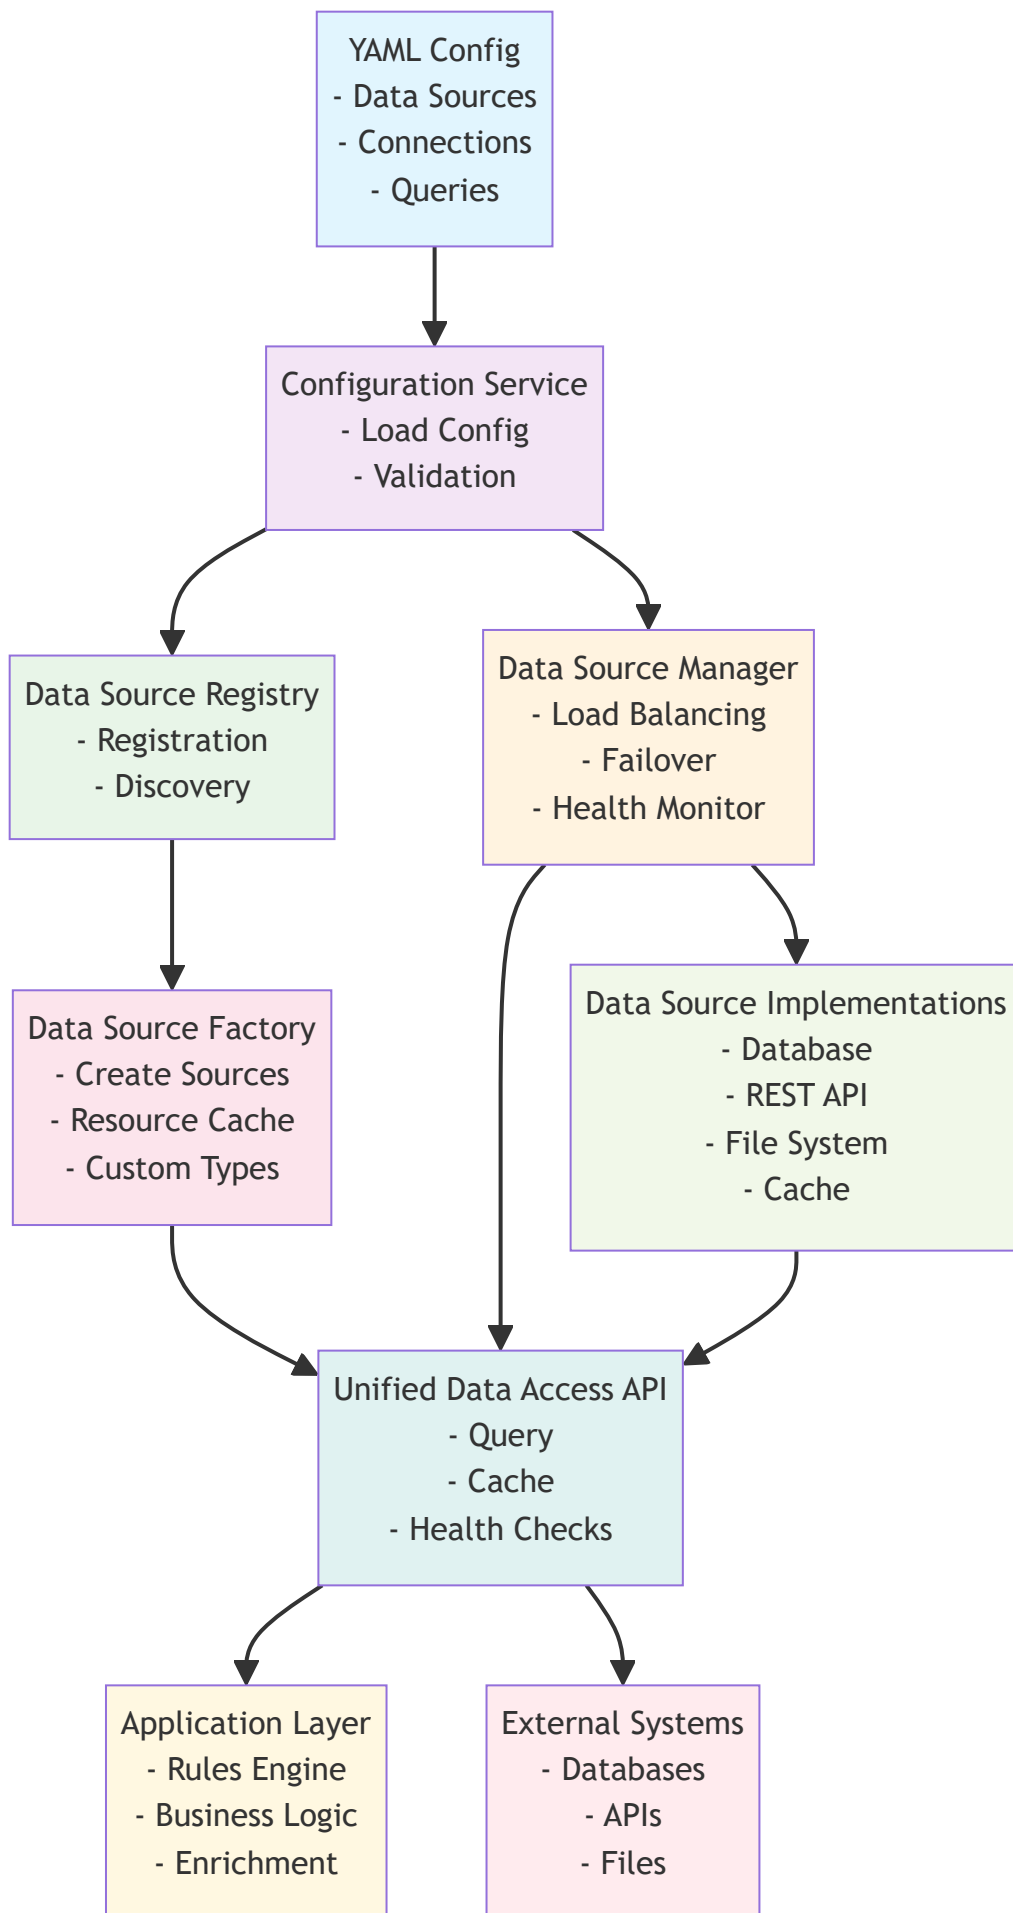 YAML Config
- Data Sources
- Connections
- Queries
Configuration Service
- Load Config
- Validation
Data Source Registry
- Registration
- Discovery
Data Source Manager
- Load Balancing
- Failover
- Health Monitor
Data Source Factory
- Create Sources
- Resource Cache
- Custom Types
Data Source Implementations
- Database
- REST API
- File System
- Cache
Unified Data Access API
- Query
- Cache
- Health Checks
Application Layer
- Rules Engine
- Business Logic
- Enrichment
External Systems
- Databases
- APIs
- Files